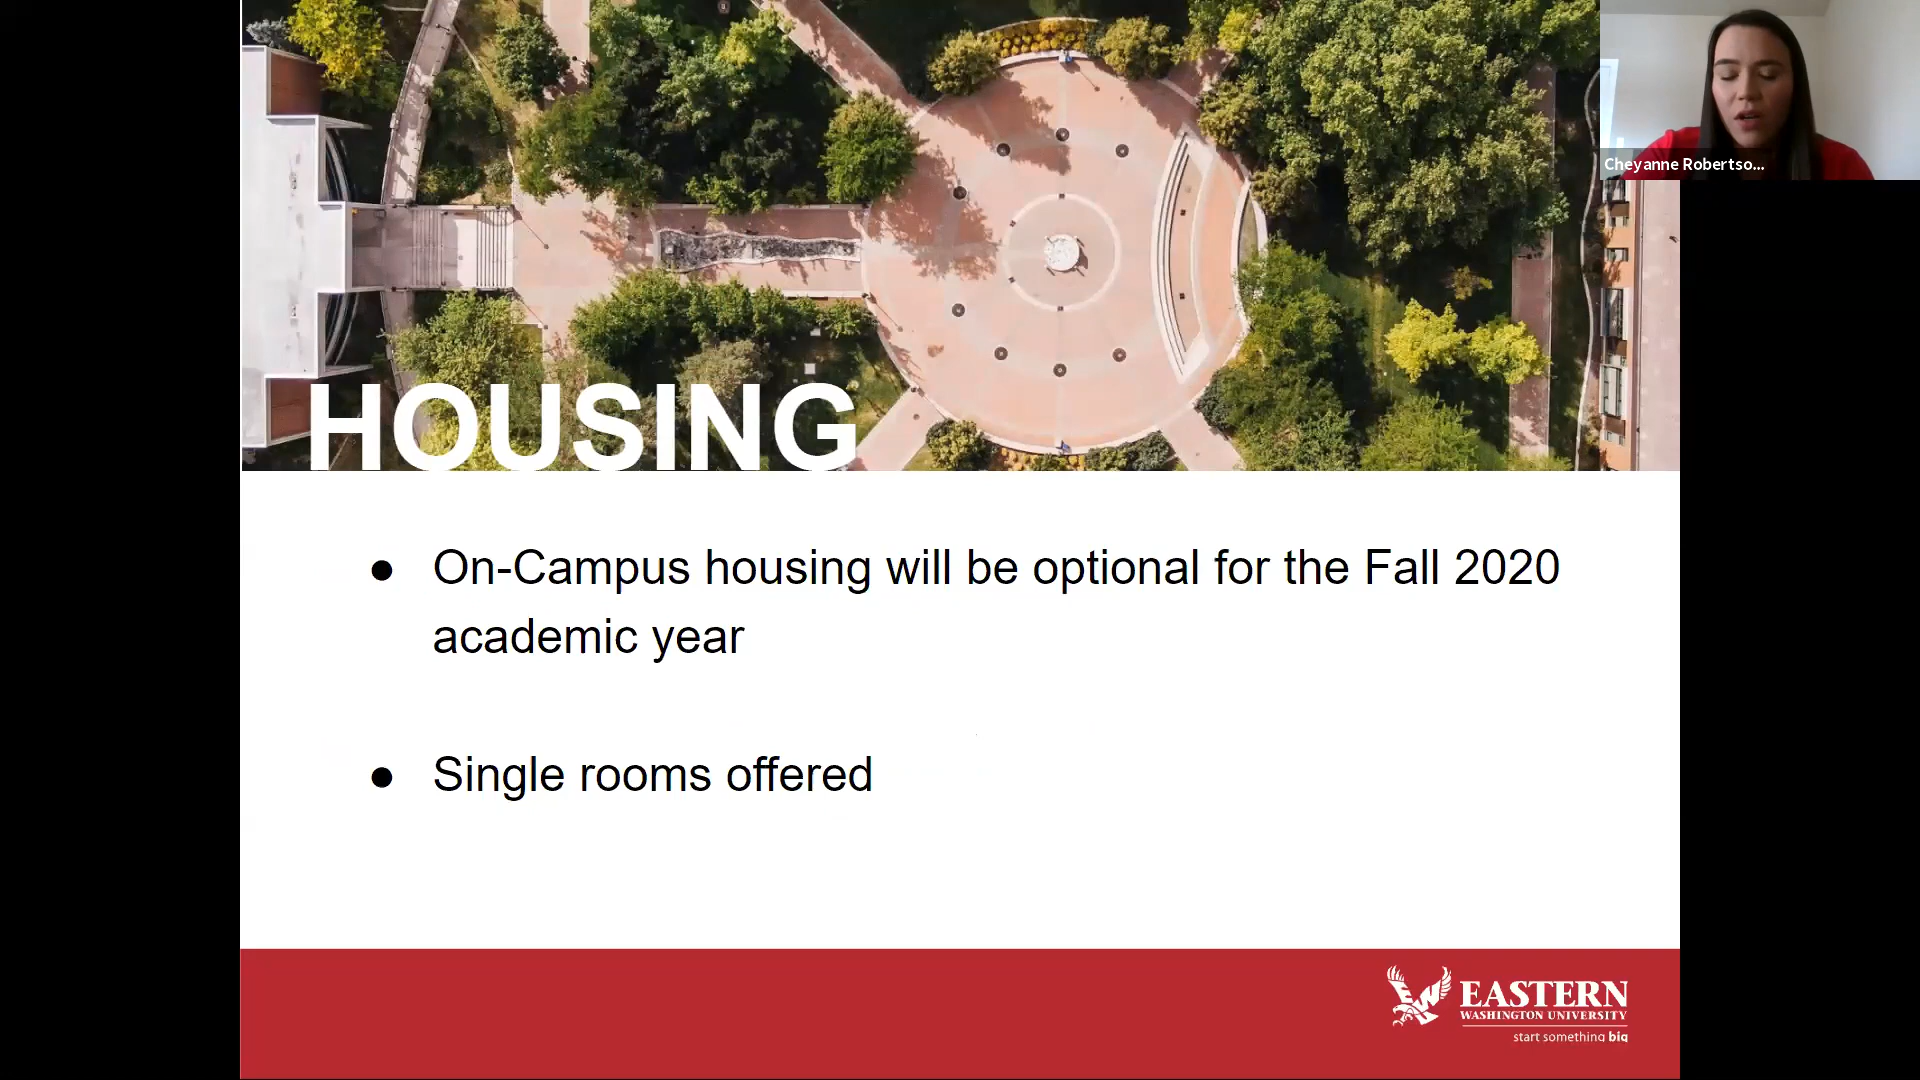 Cheyanne Robertso...
HOUSING
● On-Campus housing will be optional for the Fall 2020
academic year
● Single rooms offered
EASTERN
WASHINGTON UNIVERSITY
start something big